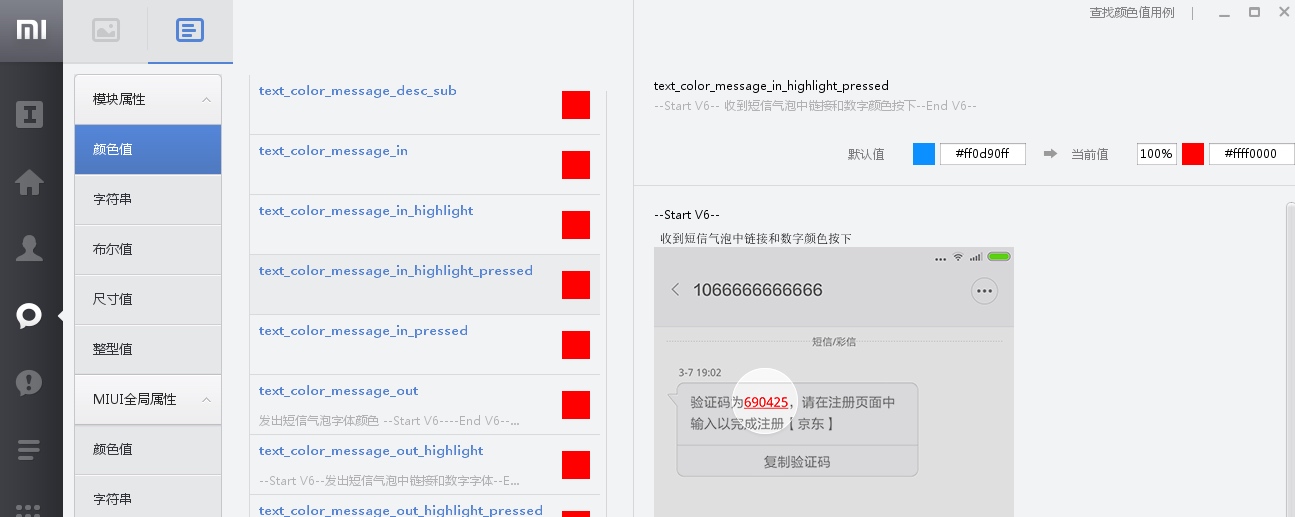 mi
查找颜色值用例
模块属性
颜色值
字符串
布尔值
尺寸值
整型值
MIUI全局属性
颜色值
字符串
text_color_message_desc_sub
text_color_message_in
text_color_message_in_highlight
text_color_message_in_highlight_pressed
text_color_message_in_pressed
text_color_message_out
发出短信气泡字体颜色 --Start V6----End V6--...
text_color_message_out_highlight
--Start V6--发出短信气泡中链接和数字字体--E...
text_color_message_out_highlight_pressed
text_color_message_in_highlight_pressed
--Start V6-- 收到短信气泡中链接和数字颜色按下--End V6--
默认值 #ff0d90ff 当前值 100% #ffff0000
--Start V6--
收到短信气泡中链接和数字颜色按下
1066666666666
短信/彩信
3-7 19:02
验证码为690425，请在注册页面中
输入以完成注册【京东】
复制验证码